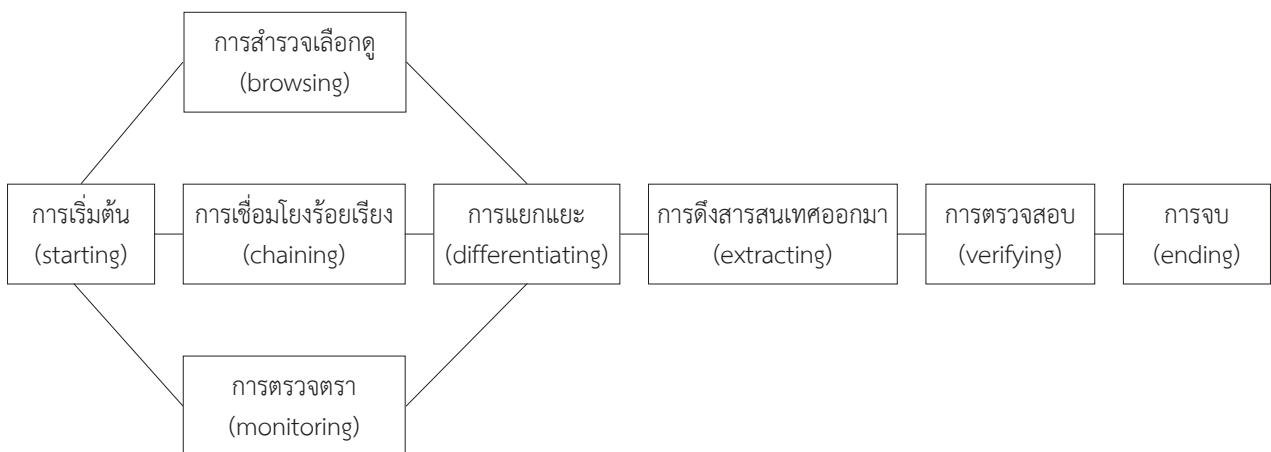 การสำรวจเลือกดู
(browsing)
การเริ่มต้น
(starting)
การเชื่อมโยงร้อยเรียง
(chaining)
การแยกแยะ
(differentiating)
การดึงสารสนเทศออกมา
(extracting)
การตรวจสอบ
(verifying)
การจบ
(ending)
การตรวจตรา
(monitoring)